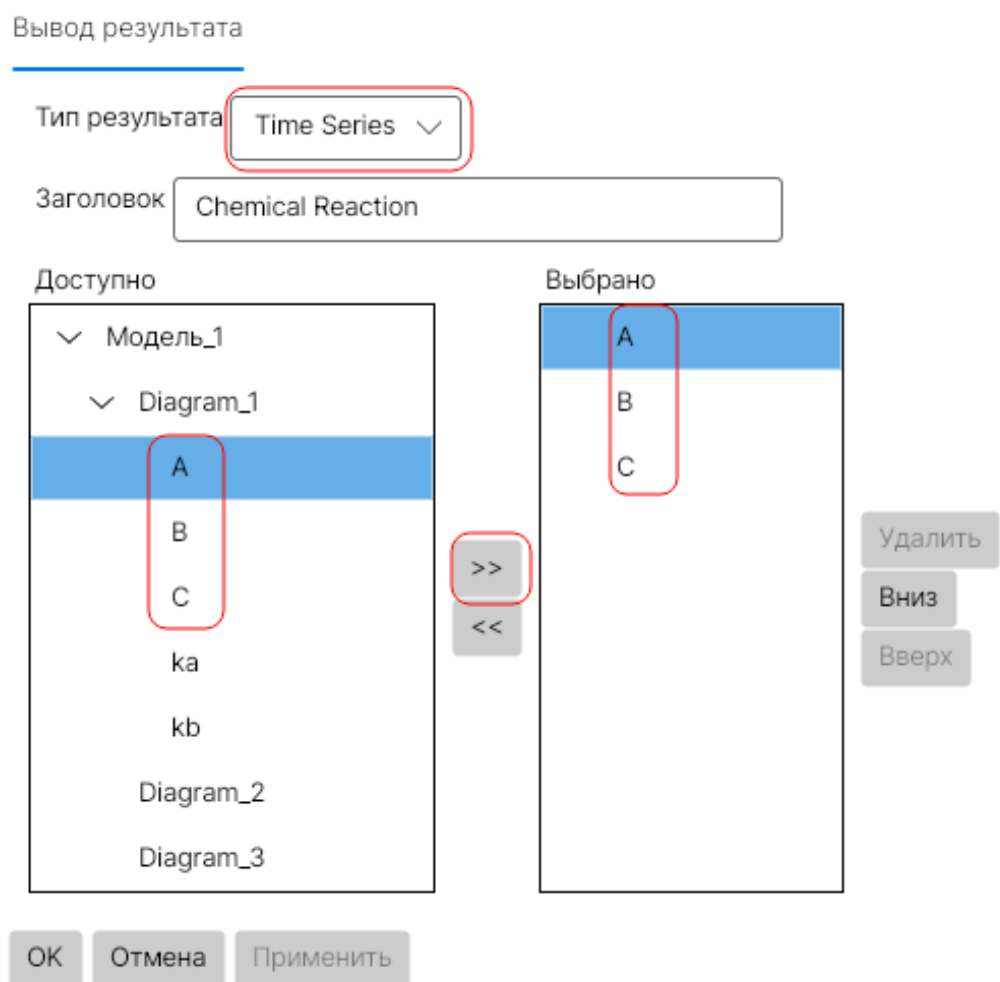 Вывод результата
Тип результата Time Series
Заголовок Chemical Reaction
Доступно
Модель_1
Diagram_1
A
B
C
ka
kb
Diagram_2
Diagram_3
>>
<<
Выбрано
A
B
C
Удалить
Вниз
Вверх
OK Отмена Применить